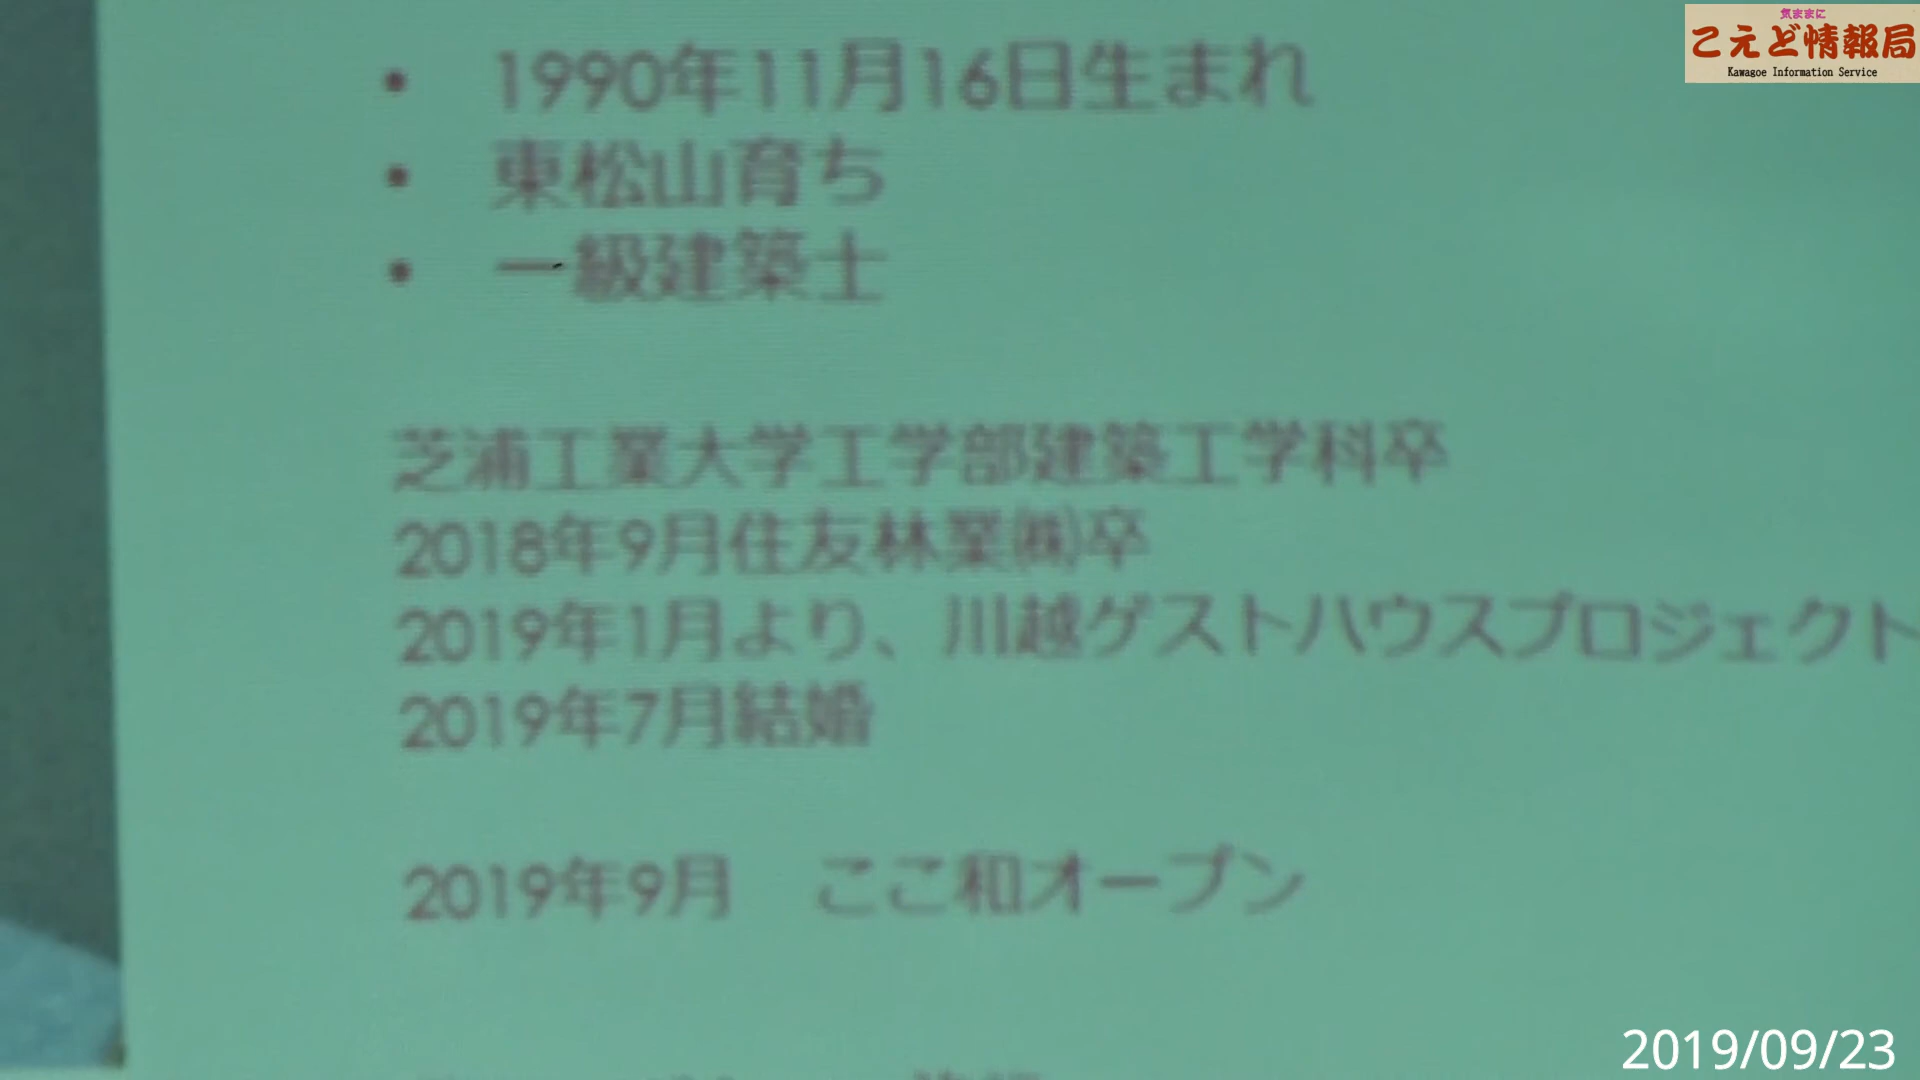 気ままに
こえど情報局
Kawagoe Information Service
• 1990年11月16日生まれ
• 東松山育ち
• 一級建築士
芝浦工業大学工学部建築工学科卒
2018年9月住友林業㈱卒
2019年1月より、川越ゲストハウスプロジェクト
2019年7月結婚
2019年9月　ここ和オープン
2019/09/23